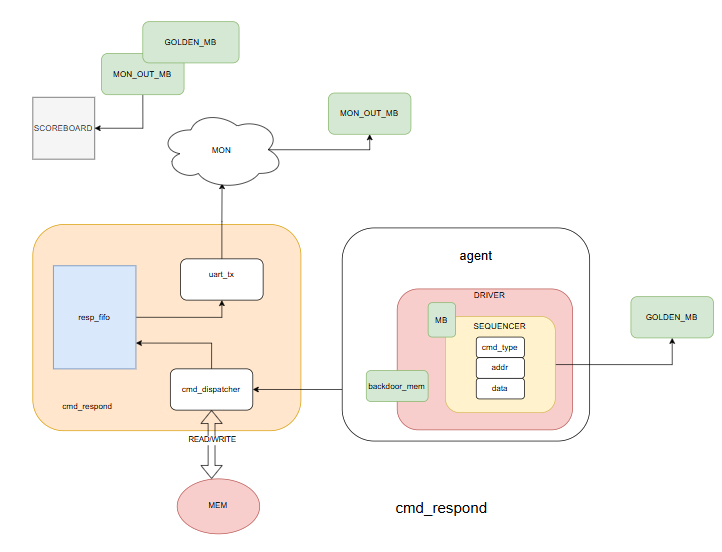 GOLDEN_MB
MON_OUT_MB
SCOREBOARD
MON_OUT_MB
MON
agent
uart_tx
DRIVER
resp_fifo
MB
SEQUENCER
GOLDEN_MB
cmd_type
addr
data
backdoor_mem
cmd_dispatcher
cmd_respond
READ/WRITE
MEM
cmd_respond